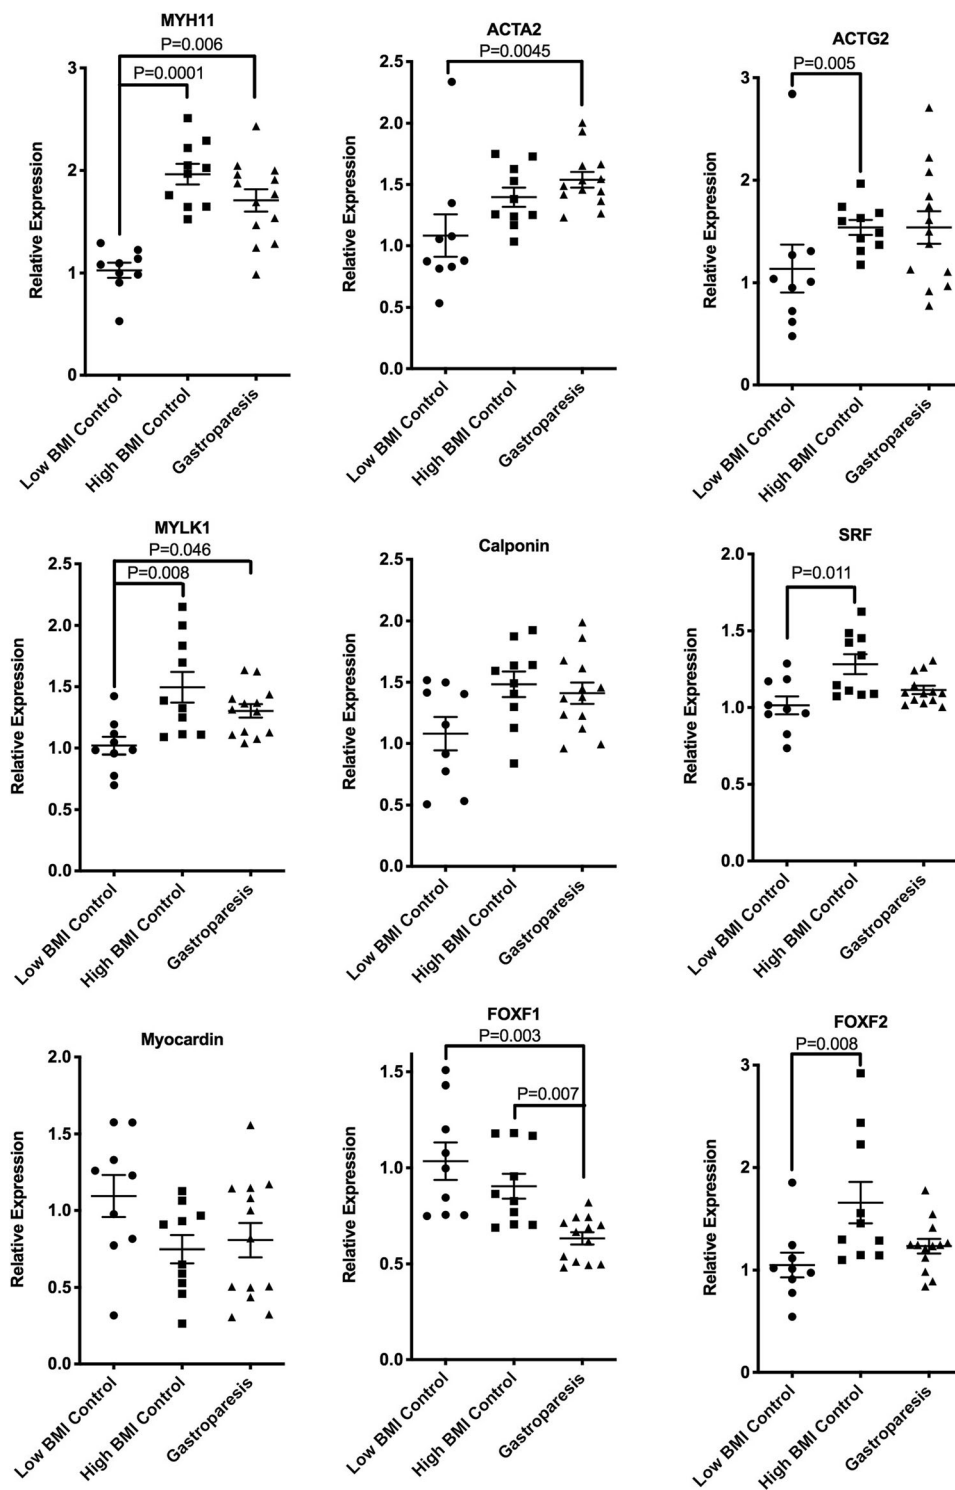 MYH11
P=0.006
P=0.0001
3
2
1
0
Relative Expression
Low BMI Control
High BMI Control
Gastroparesis
ACTA2
P=0.0045
2.5
2.0
1.5
1.0
0.5
0.0
Relative Expression
Low BMI Control
High BMI Control
Gastroparesis
ACTG2
P=0.005
3
2
1
0
Relative Expression
Low BMI Control
High BMI Control
Gastroparesis
MYLK1
P=0.046
P=0.008
2.5
2.0
1.5
1.0
0.5
0.0
Relative Expression
Low BMI Control
High BMI Control
Gastroparesis
Calponin
2.5
2.0
1.5
1.0
0.5
0.0
Relative Expression
Low BMI Control
High BMI Control
Gastroparesis
SRF
P=0.011
2.0
1.5
1.0
0.5
0.0
Relative Expression
Low BMI Control
High BMI Control
Gastroparesis
Myocardin
2.0
1.5
1.0
0.5
0.0
Relative Expression
Low BMI Control
High BMI Control
Gastroparesis
FOXF1
P=0.003
P=0.007
1.5
1.0
0.5
0.0
Relative Expression
Low BMI Control
High BMI Control
Gastroparesis
FOXF2
P=0.008
3
2
1
0
Relative Expression
Low BMI Control
High BMI Control
Gastroparesis